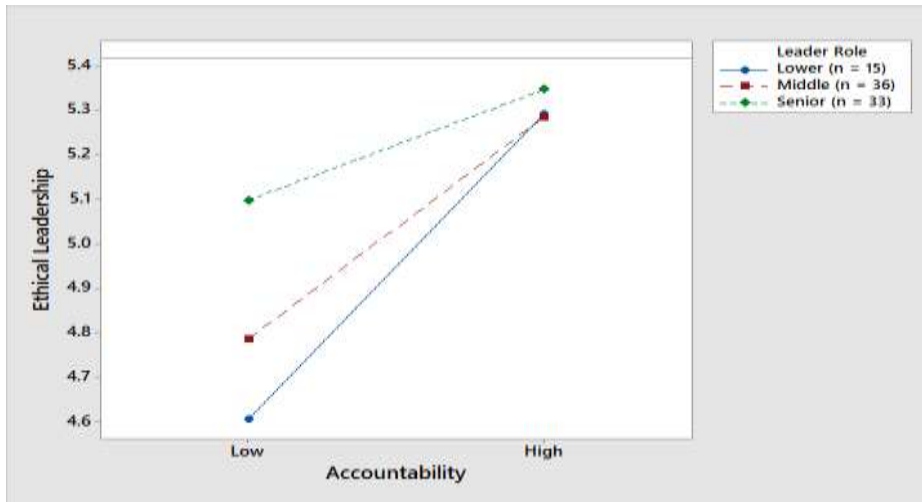 Ethical Leadership
5.4
5.3
5.2
5.1
5.0
4.9
4.8
4.7
4.6
Low
High
Accountability
Leader Role
Lower (n = 15)
Middle (n = 36)
Senior (n = 33)